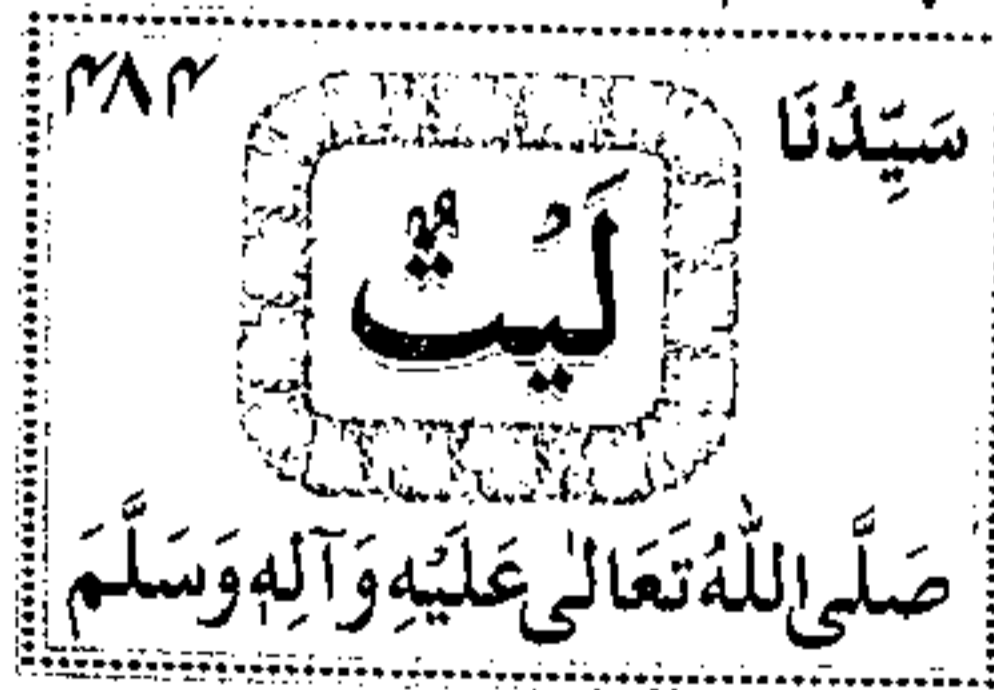 سَيِّدُنَا ۴۸۴
لَيْثٌ
صَلَّى اللّٰهُ تَعَالٰى عَلَيْهِ وَآلِهٖ وَسَلَّمَ